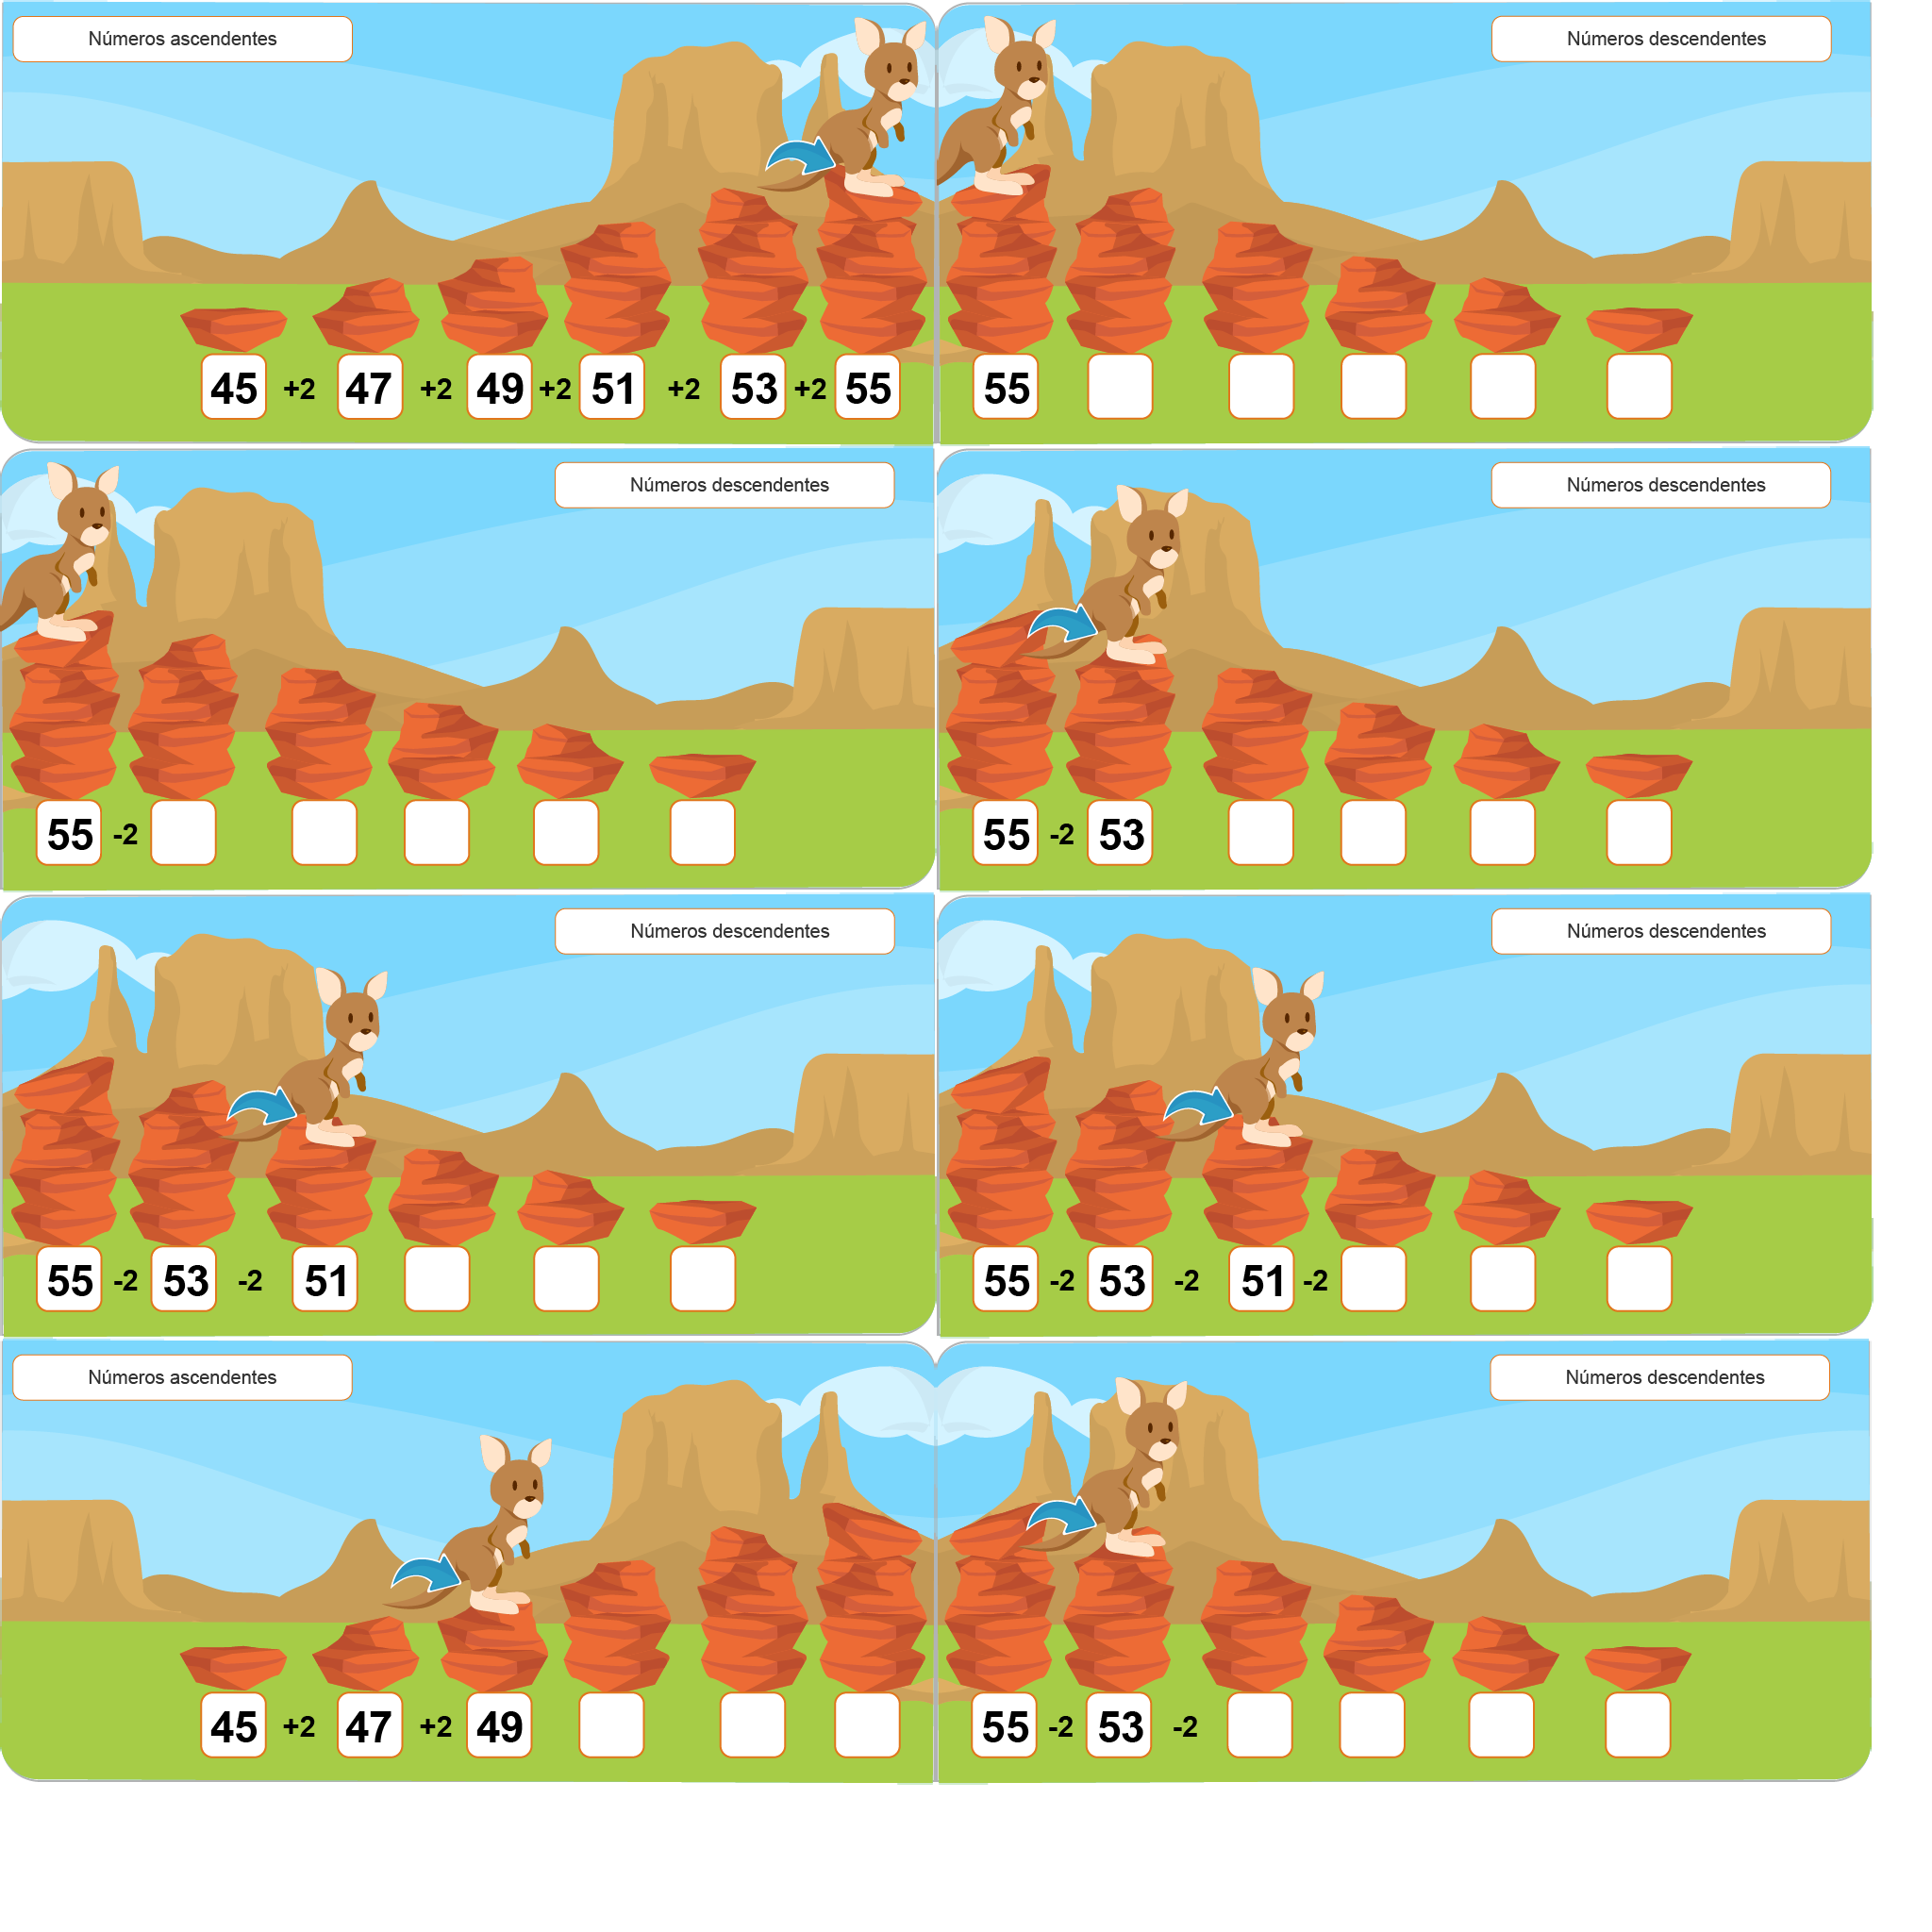 Números ascendentes
45 +2 47 +2 49 +2 51 +2 53 +2 55
Números descendentes
55
Números descendentes
55 -2
Números descendentes
55 -2 53
Números descendentes
55 -2 53 -2 51
Números descendentes
55 -2 53 -2 51 -2
Números ascendentes
45 +2 47 +2 49
Números descendentes
55 -2 53 -2